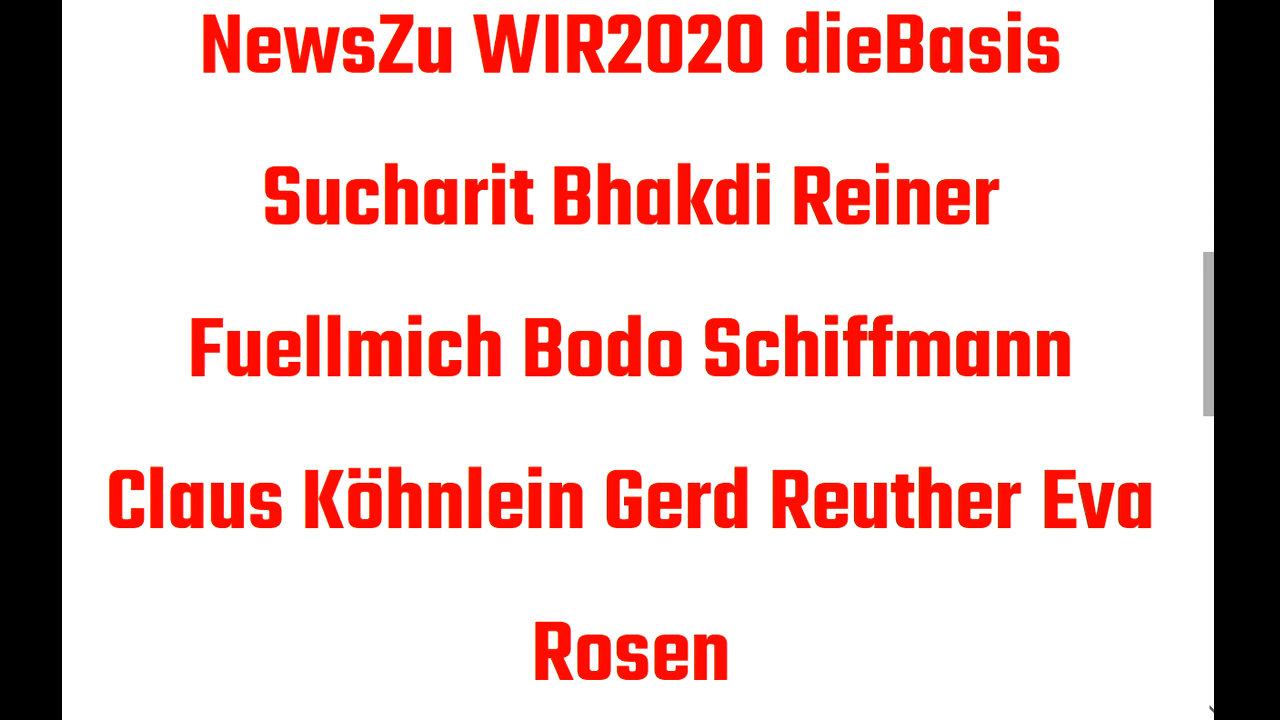 NewsZu WIR2020 dieBasis
Sucharit Bhakdi Reiner
Fuellmich Bodo Schiffmann
Claus Köhnlein Gerd Reuther Eva
Rosen